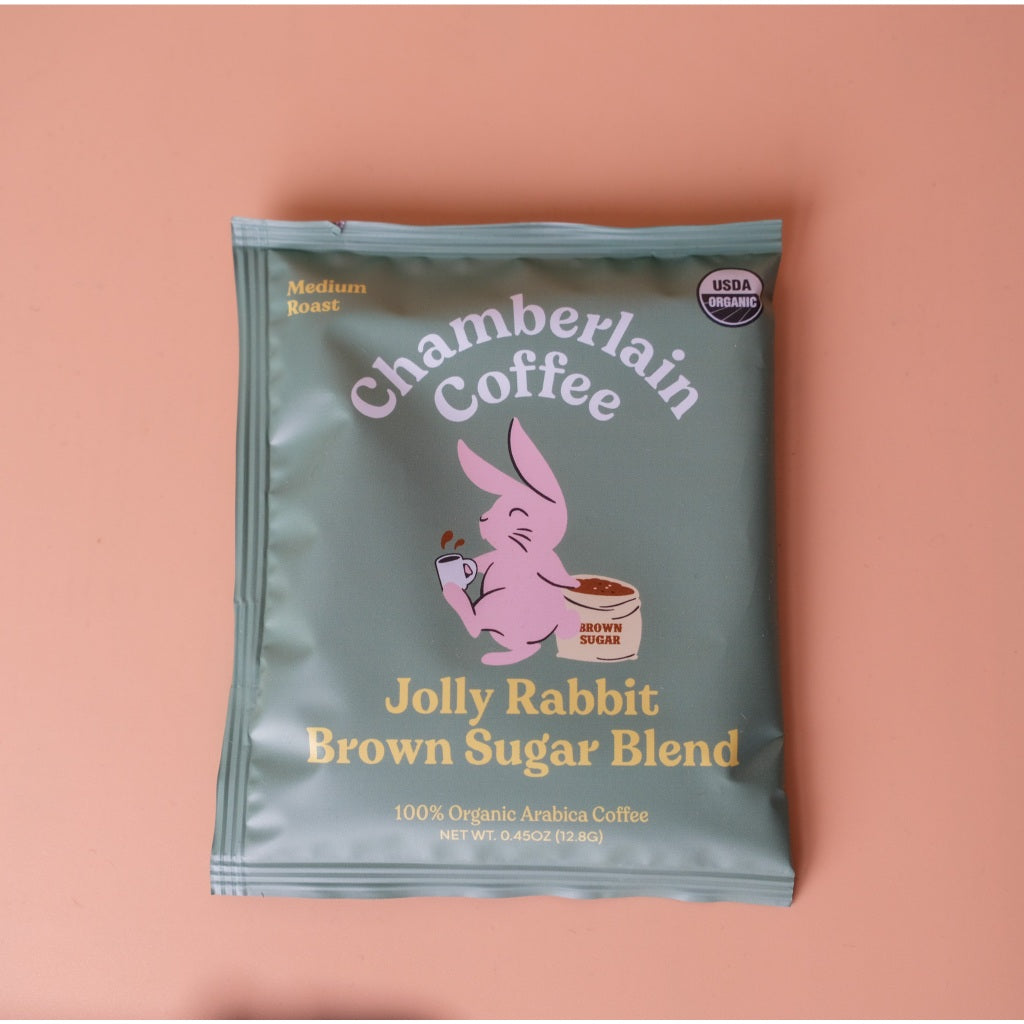 Medium
Roast
USDA
ORGANIC
Chamberlain
Coffee
BROWN
SUGAR
Jolly Rabbit
Brown Sugar Blend
100% Organic Arabica Coffee
NET WT. 0.45OZ (12.8G)